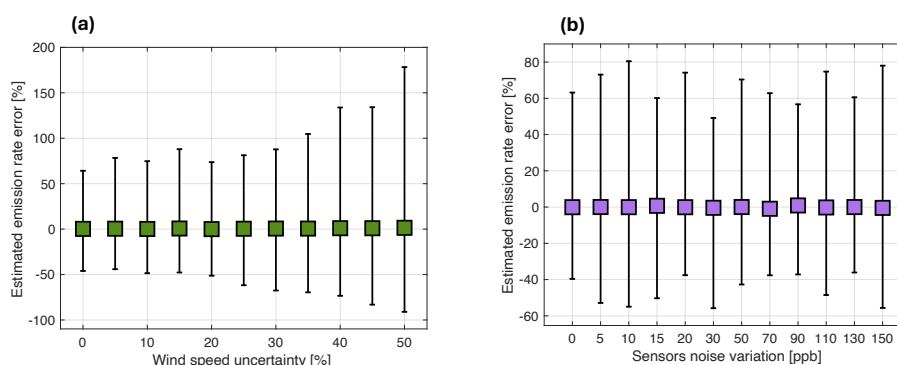 (a)
Estimated emission rate error [%]
200
150
100
50
0
-50
-100
0 10 20 30 40 50
Wind speed uncertainty [%]
(b)
Estimated emission rate error [%]
80
60
40
20
0
-20
-40
-60
0 5 10 15 20 30 50 70 90 110 130 150
Sensors noise variation [ppb]